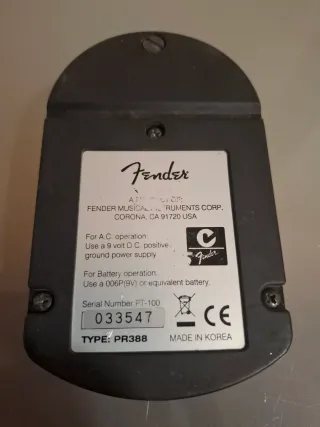 Fender
FENDER MUSICAL INSTRUMENTS CORP.
CORONA, CA 91720 USA
For A.C. operation:
Use a 9 volt D.C. positive
ground power supply
Fender
For Battery operation:
Use a 006P(9V) or equivalent battery.
Serial Number PT-100
033547
CE
TYPE: PR388
MADE IN KOREA